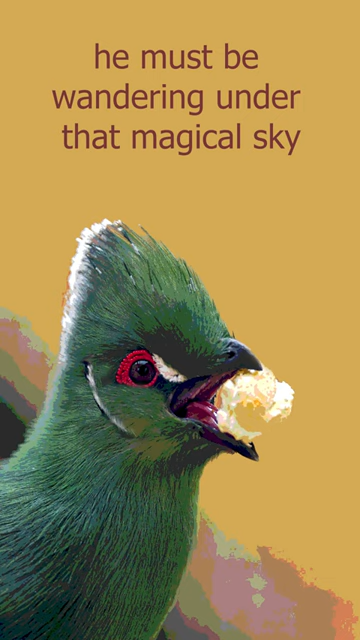 he must be
wandering under
that magical sky